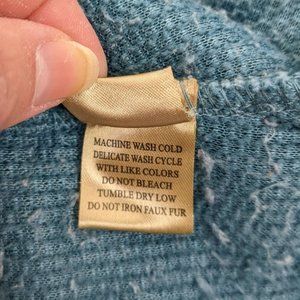 MACHINE WASH COLD
DELICATE WASH CYCLE
WITH LIKE COLORS
DO NOT BLEACH
TUMBLE DRY LOW
DO NOT IRON FAUX FUR